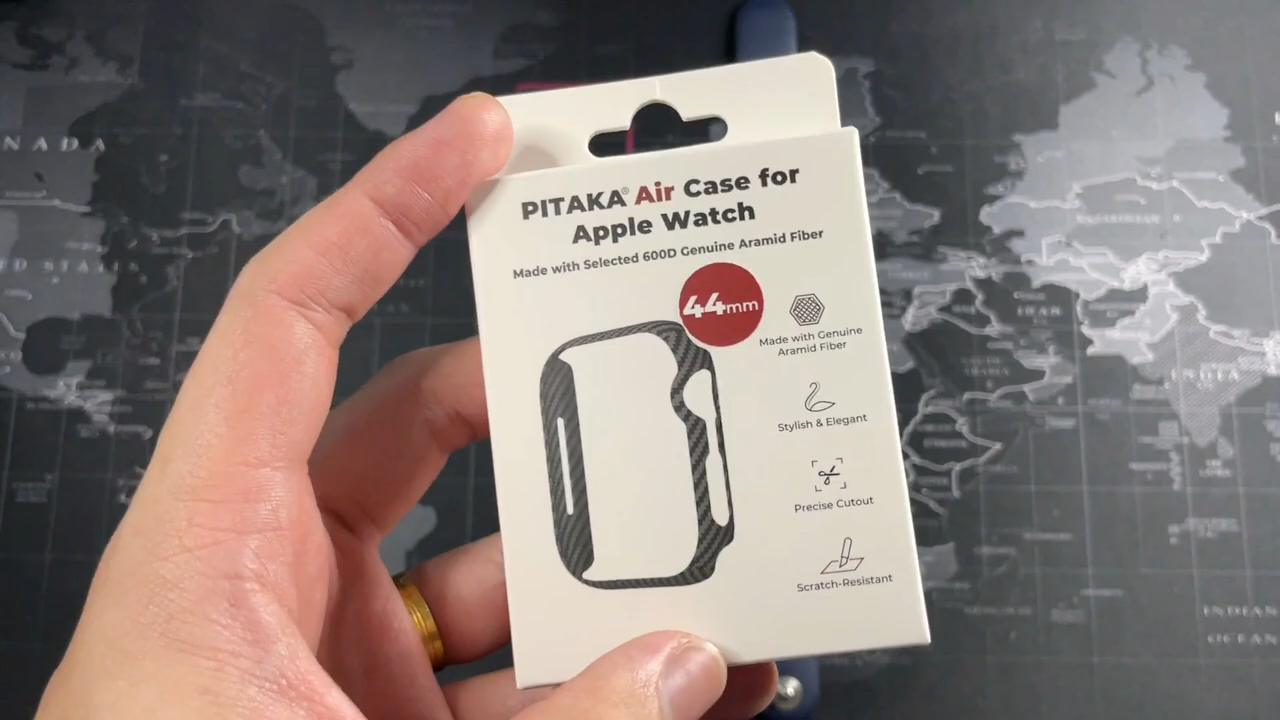 PITAKA® Air Case for
Apple Watch
Made with Selected 600D Genuine Aramid Fiber
44mm
Made with Genuine
Aramid Fiber
Stylish & Elegant
Precise Cutout
Scratch-Resistant
NADA
D STATES
IRAN
INDIA
INDIAN
OCEAN